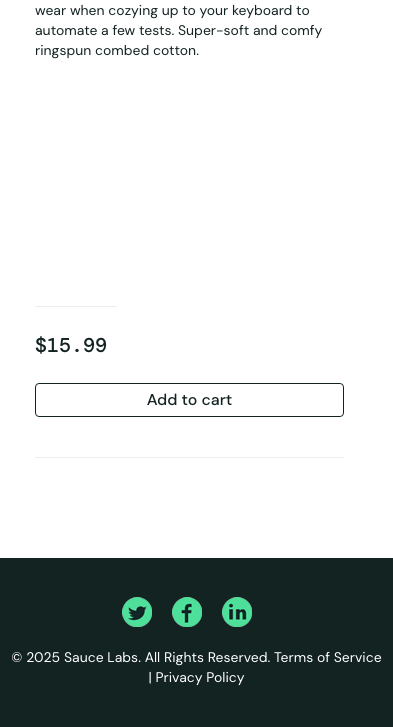 wear when cozying up to your keyboard to
automate a few tests. Super-soft and comfy
ringspun combed cotton.
$15.99
Add to cart
© 2025 Sauce Labs. All Rights Reserved. Terms of Service
| Privacy Policy